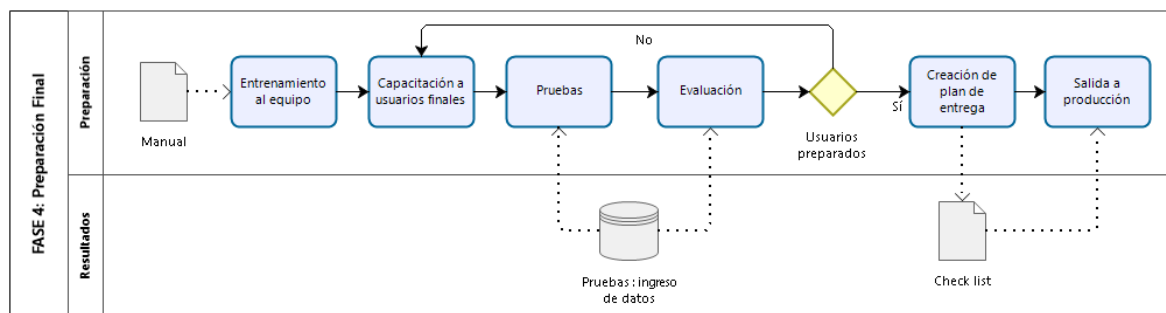 FASE 4: Preparación Final
Preparación
Manual
Entrenamiento
al equipo
Capacitación a
usuarios finales
Pruebas
Evaluación
No
Usuarios
preparados
Sí
Creación de
plan de
entrega
Salida a
producción
Resultados
Pruebas : ingreso
de datos
Check list